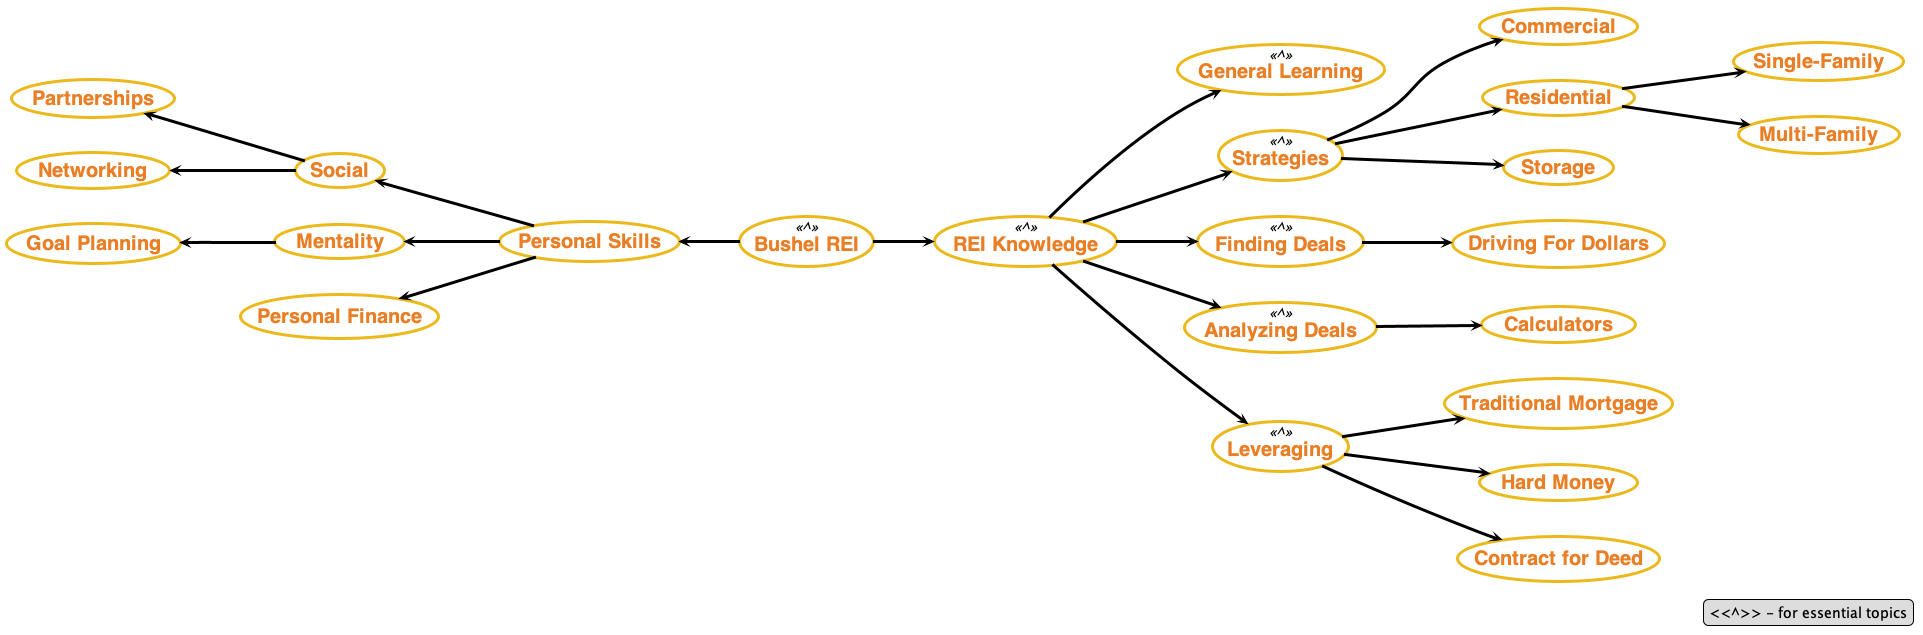 Partnerships
Networking
Goal Planning
Social
Mentality
Personal Finance
Personal Skills
«^»
Bushel REI
«^»
REI Knowledge
«^»
General Learning
«^»
Strategies
«^»
Finding Deals
«^»
Analyzing Deals
«^»
Leveraging
Commercial
Residential
Storage
Driving For Dollars
Calculators
Traditional Mortgage
Hard Money
Contract for Deed
Single-Family
Multi-Family
<<^>> – for essential topics